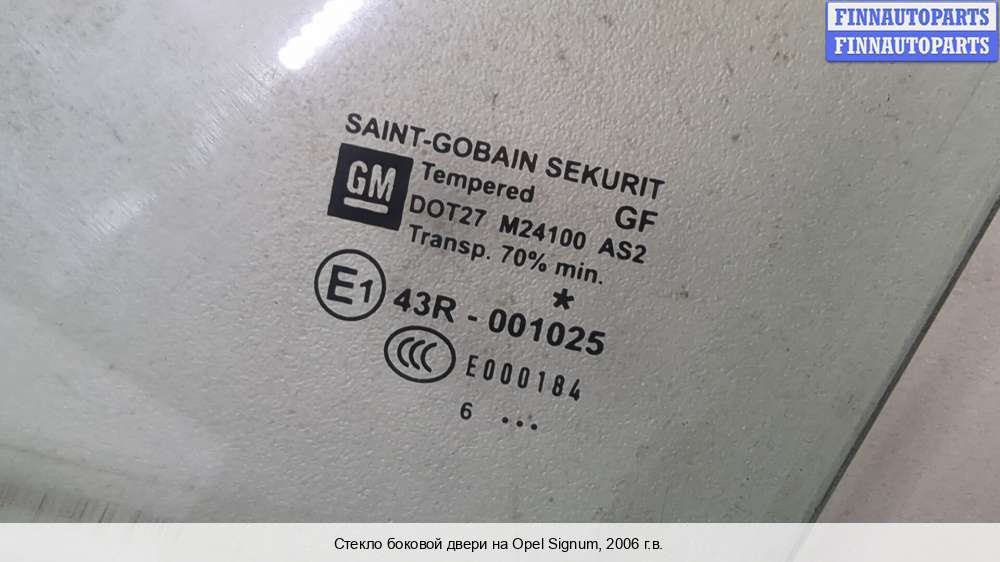 FINNAUTOPARTS
FINNAUTOPARTS
SAINT-GOBAIN SEKURIT
GM
Tempered GF
DOT27 M24100 AS2
Transp. 70% min.
*
E1 43R - 001025
CCC E000184
6 ...
Стекло боковой двери на Opel Signum, 2006 г.в.